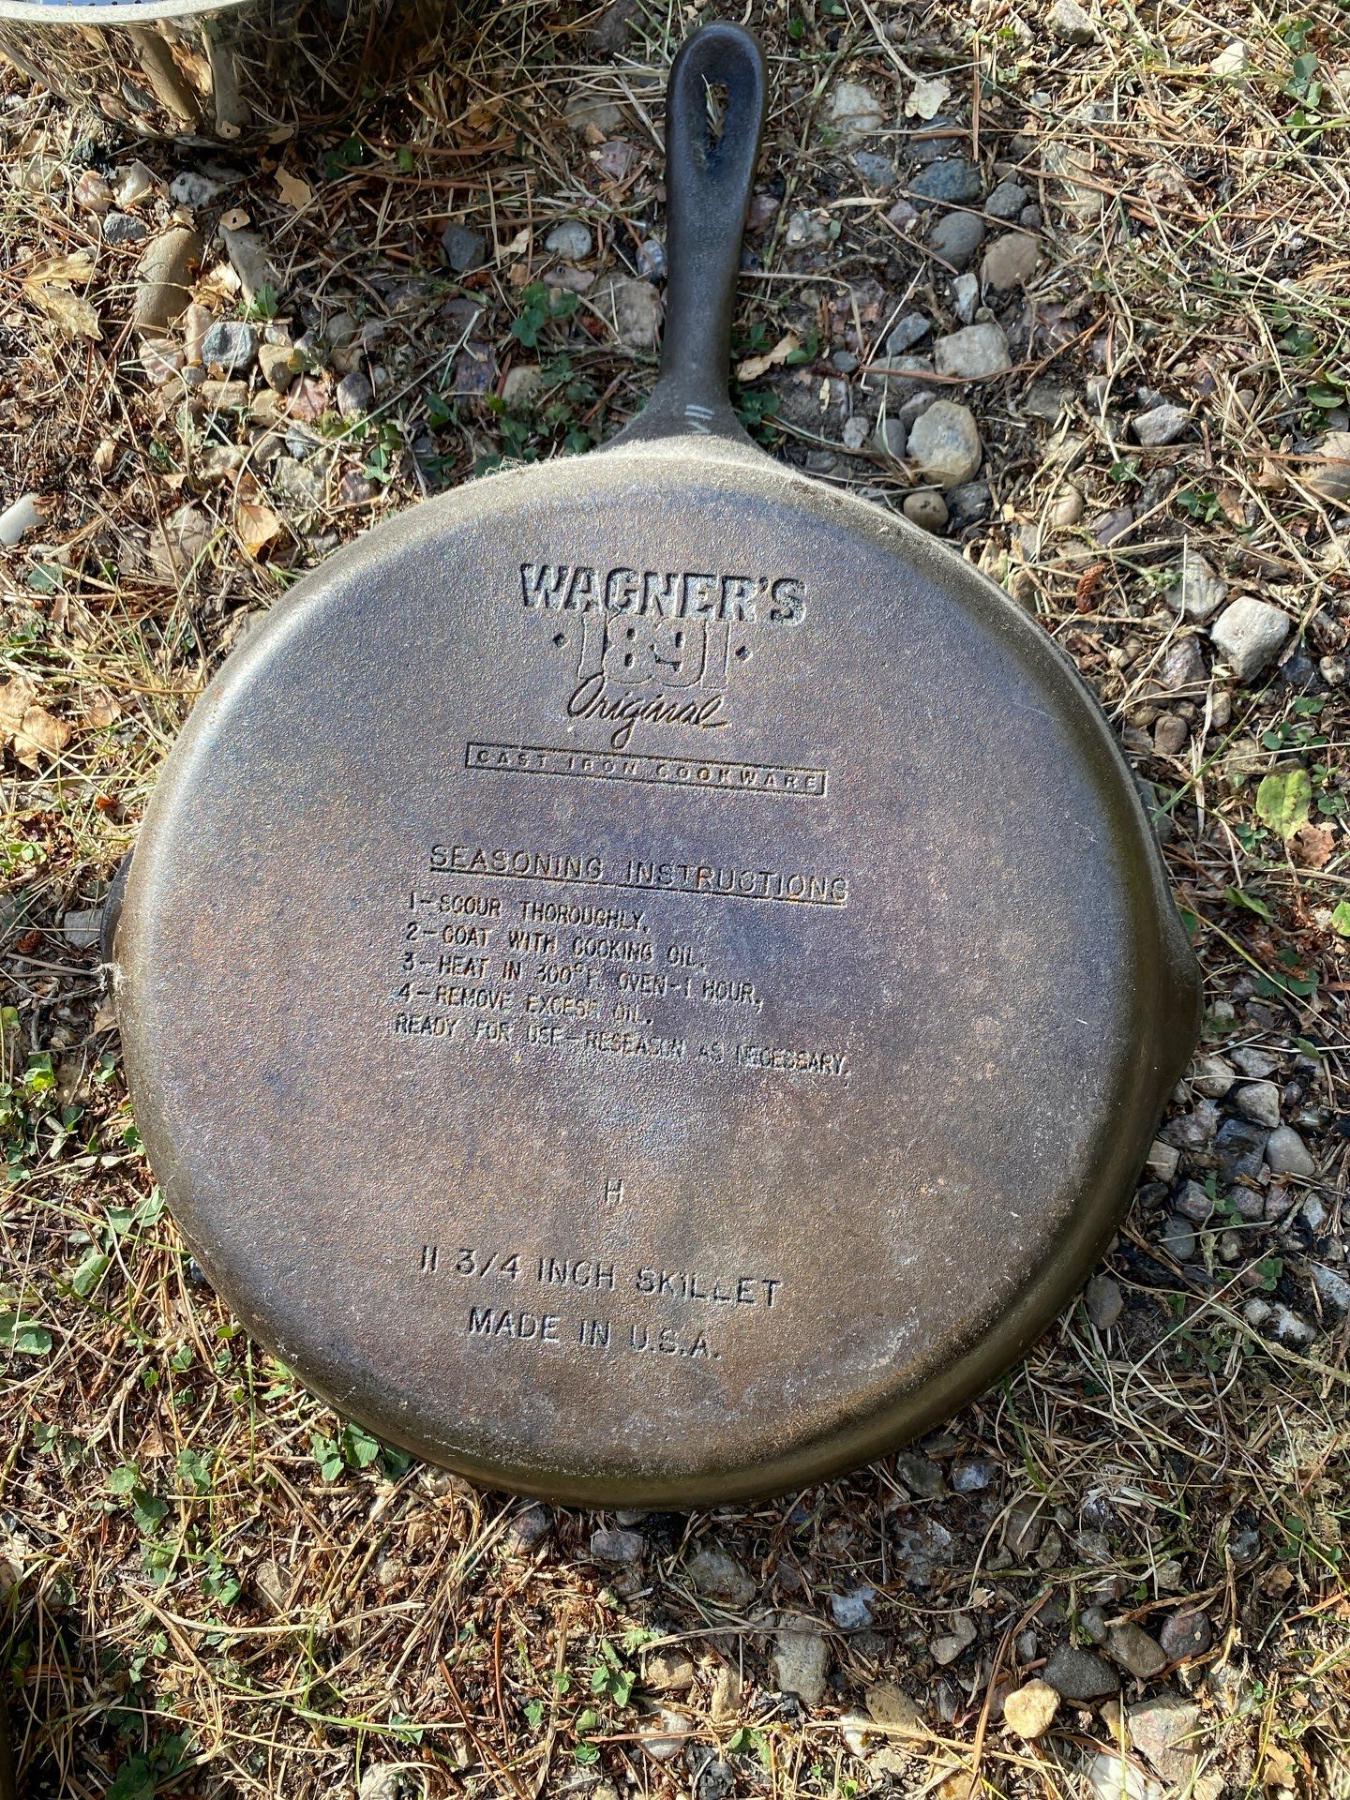 WAGNER'S
·1891·
Original
CAST IRON COOKWARE
SEASONING INSTRUCTIONS
1-SCOUR THOROUGHLY.
2-COAT WITH COOKING OIL.
3-HEAT IN 300°F. OVEN-1 HOUR.
4-REMOVE EXCESS OIL.
READY FOR USE-RESEASON AS NECESSARY.
H
11 3/4 INCH SKILLET
MADE IN U.S.A.